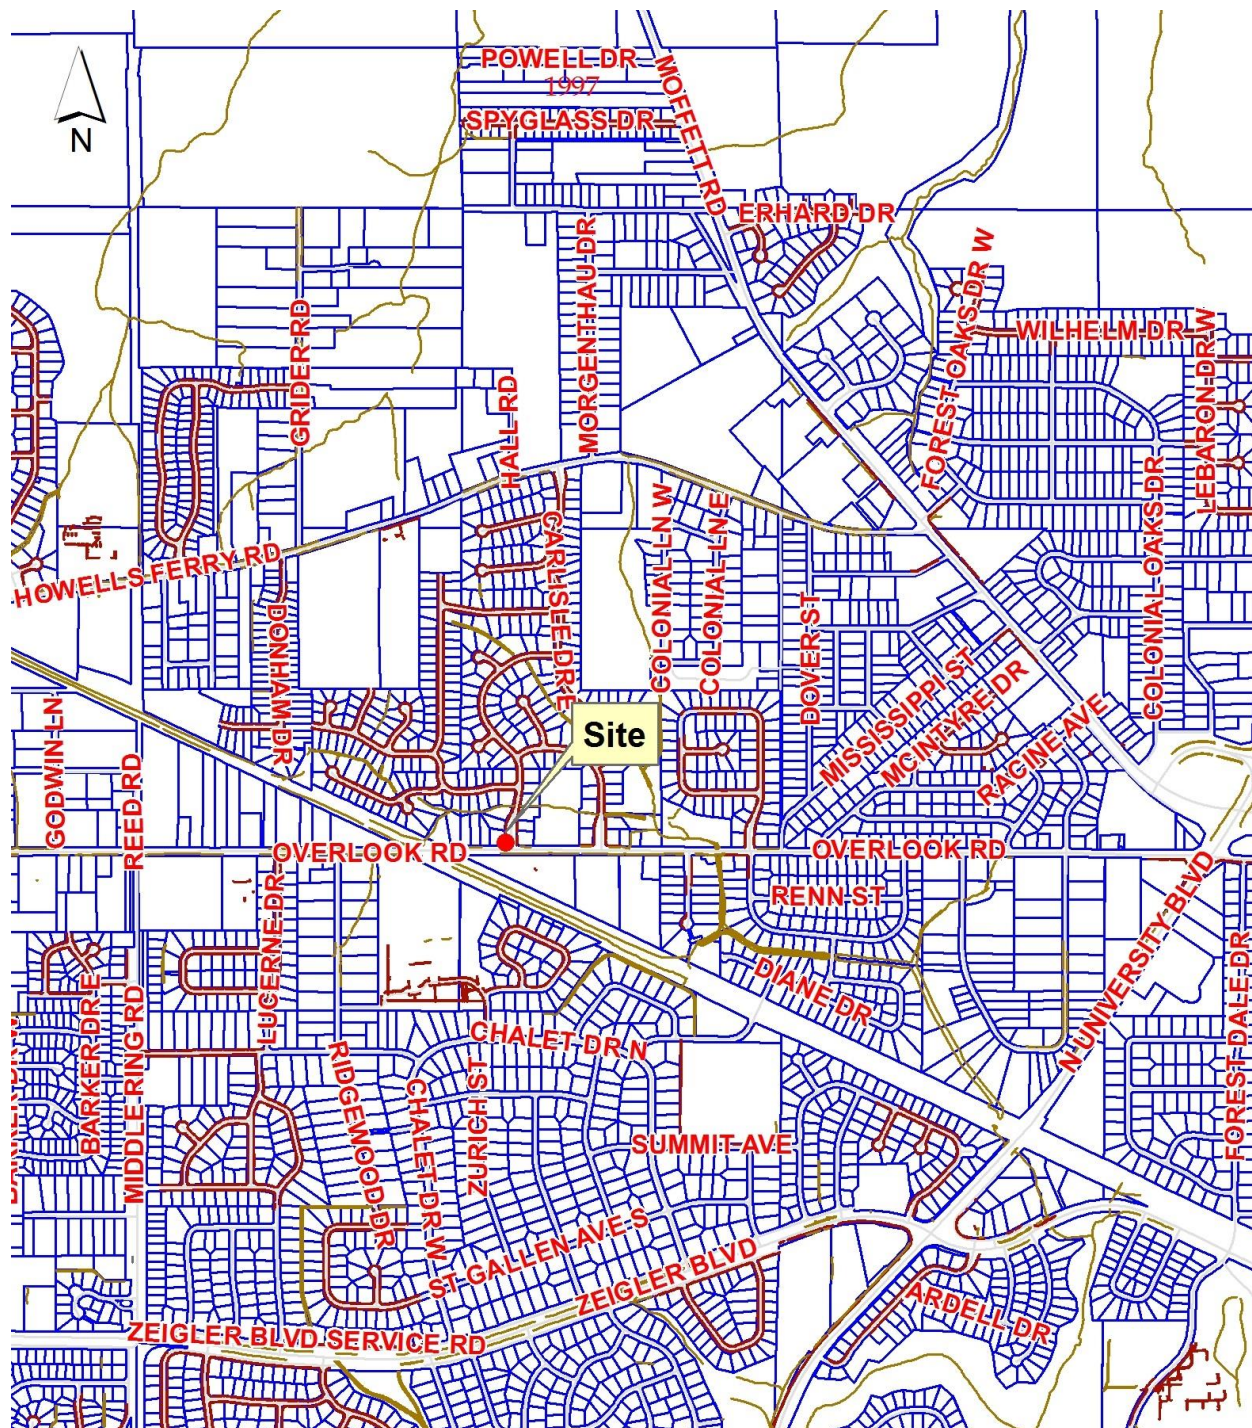 POWELL DR
1997
MOFFETT RD
SPYGLASS DR
N
ERHARD DR
MORGENTHAU DR
FOREST OAKS DR W
WILHELM DR
LEBARON DR W
GRIDER RD
HALL RD
COLONIAL OAKS DR
COLONIAL LN W
COLONIAL LN E
CARLISLE DR E
HOWELLS FERRY RD
DONHAM DR
DOVER ST
MISSISSIPPI ST
MCINTYRE DR
RACINE AVE
GODWIN LN
REED RD
Site
OVERLOOK RD
OVERLOOK RD
RENN ST
N UNIVERSITY BLVD
LUCERNE DR
DIANE DR
FOREST DALE DR
BARKER DR E
MIDDLE RING RD
CHALET DR N
RIDGEWOOD DR
CHALET DR W
ZURICH ST
SUMMIT AVE
ST GALLEN AVE S
ZEIGLER BLVD
ARDELL DR
ZEIGLER BLVD SERVICE RD